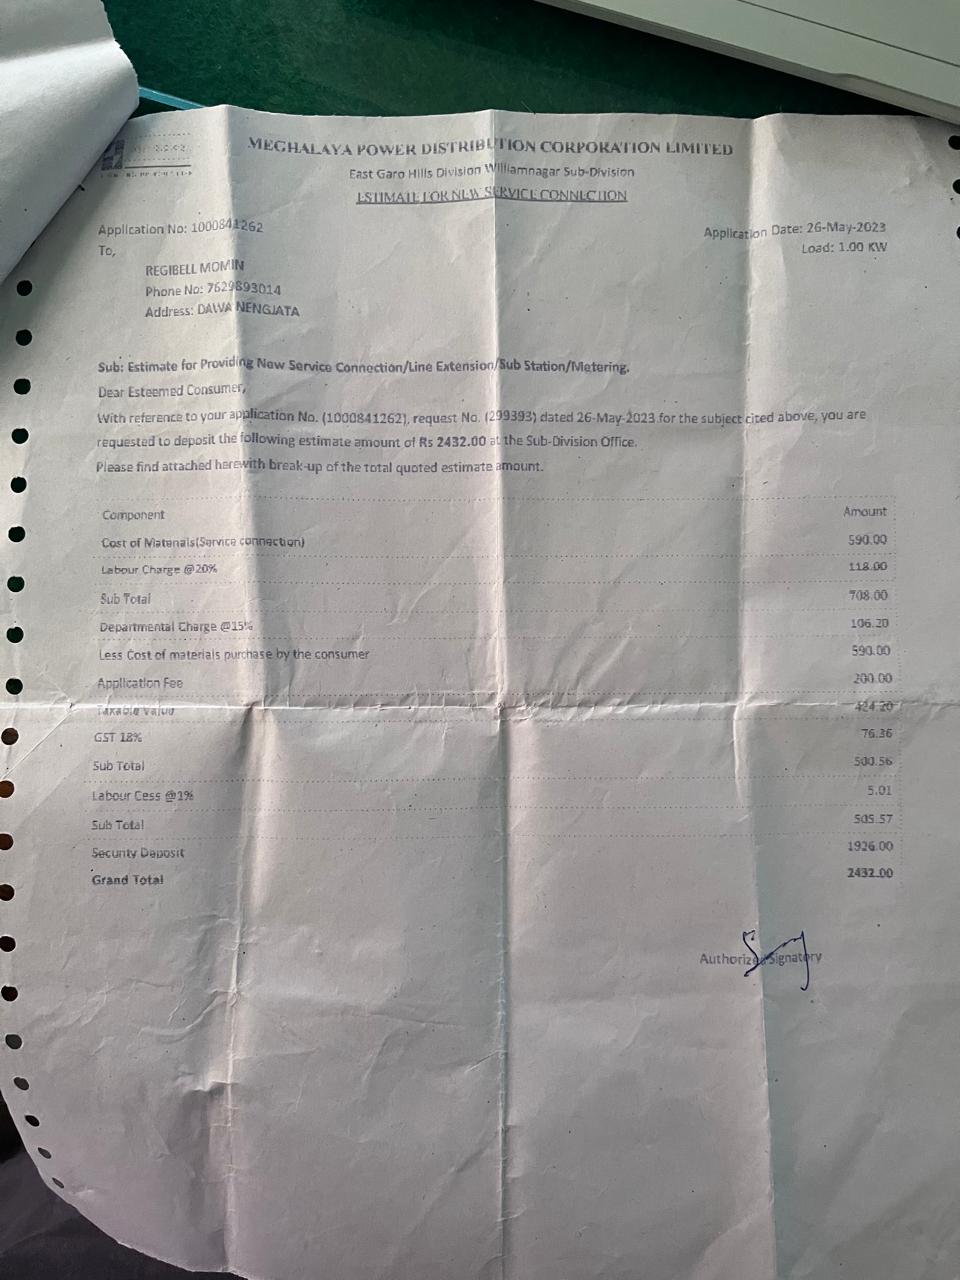 MEGHALAYA POWER DISTRIBUTION CORPORATION LIMITED
East Garo Hills Division Williamnagar Sub-Division
ESTIMATE FOR NEW SERVICE CONNECTION
Application No: 1000841262
Application Date: 26-May-2023
To,
Load: 1.00 KW
REGIBELL MOMIN
Phone No: 7629893014
Address: DAWA NENGJATA
Sub: Estimate for Providing New Service Connection/Line Extension/Sub Station/Metering.
Dear Esteemed Consumer,
With reference to your application No. (1000841262), request No. (299393) dated 26-May-2023 for the subject cited above, you are
requested to deposit the following estimate amount of Rs 2432.00 at the Sub-Division Office.
Please find attached herewith break-up of the total quoted estimate amount.
Component Amount
Cost of Materials(Service connection) 590.00
Labour Charge @20% 118.00
Sub Total 708.00
Departmental Charge @15% 106.20
Less Cost of materials purchase by the consumer 590.00
Application Fee 200.00
Taxable Value 424.20
GST 18% 76.36
Sub Total 500.56
Labour Cess @1% 5.01
Sub Total 505.57
Security Deposit 1926.00
Grand Total 2432.00
Authorized Signatory